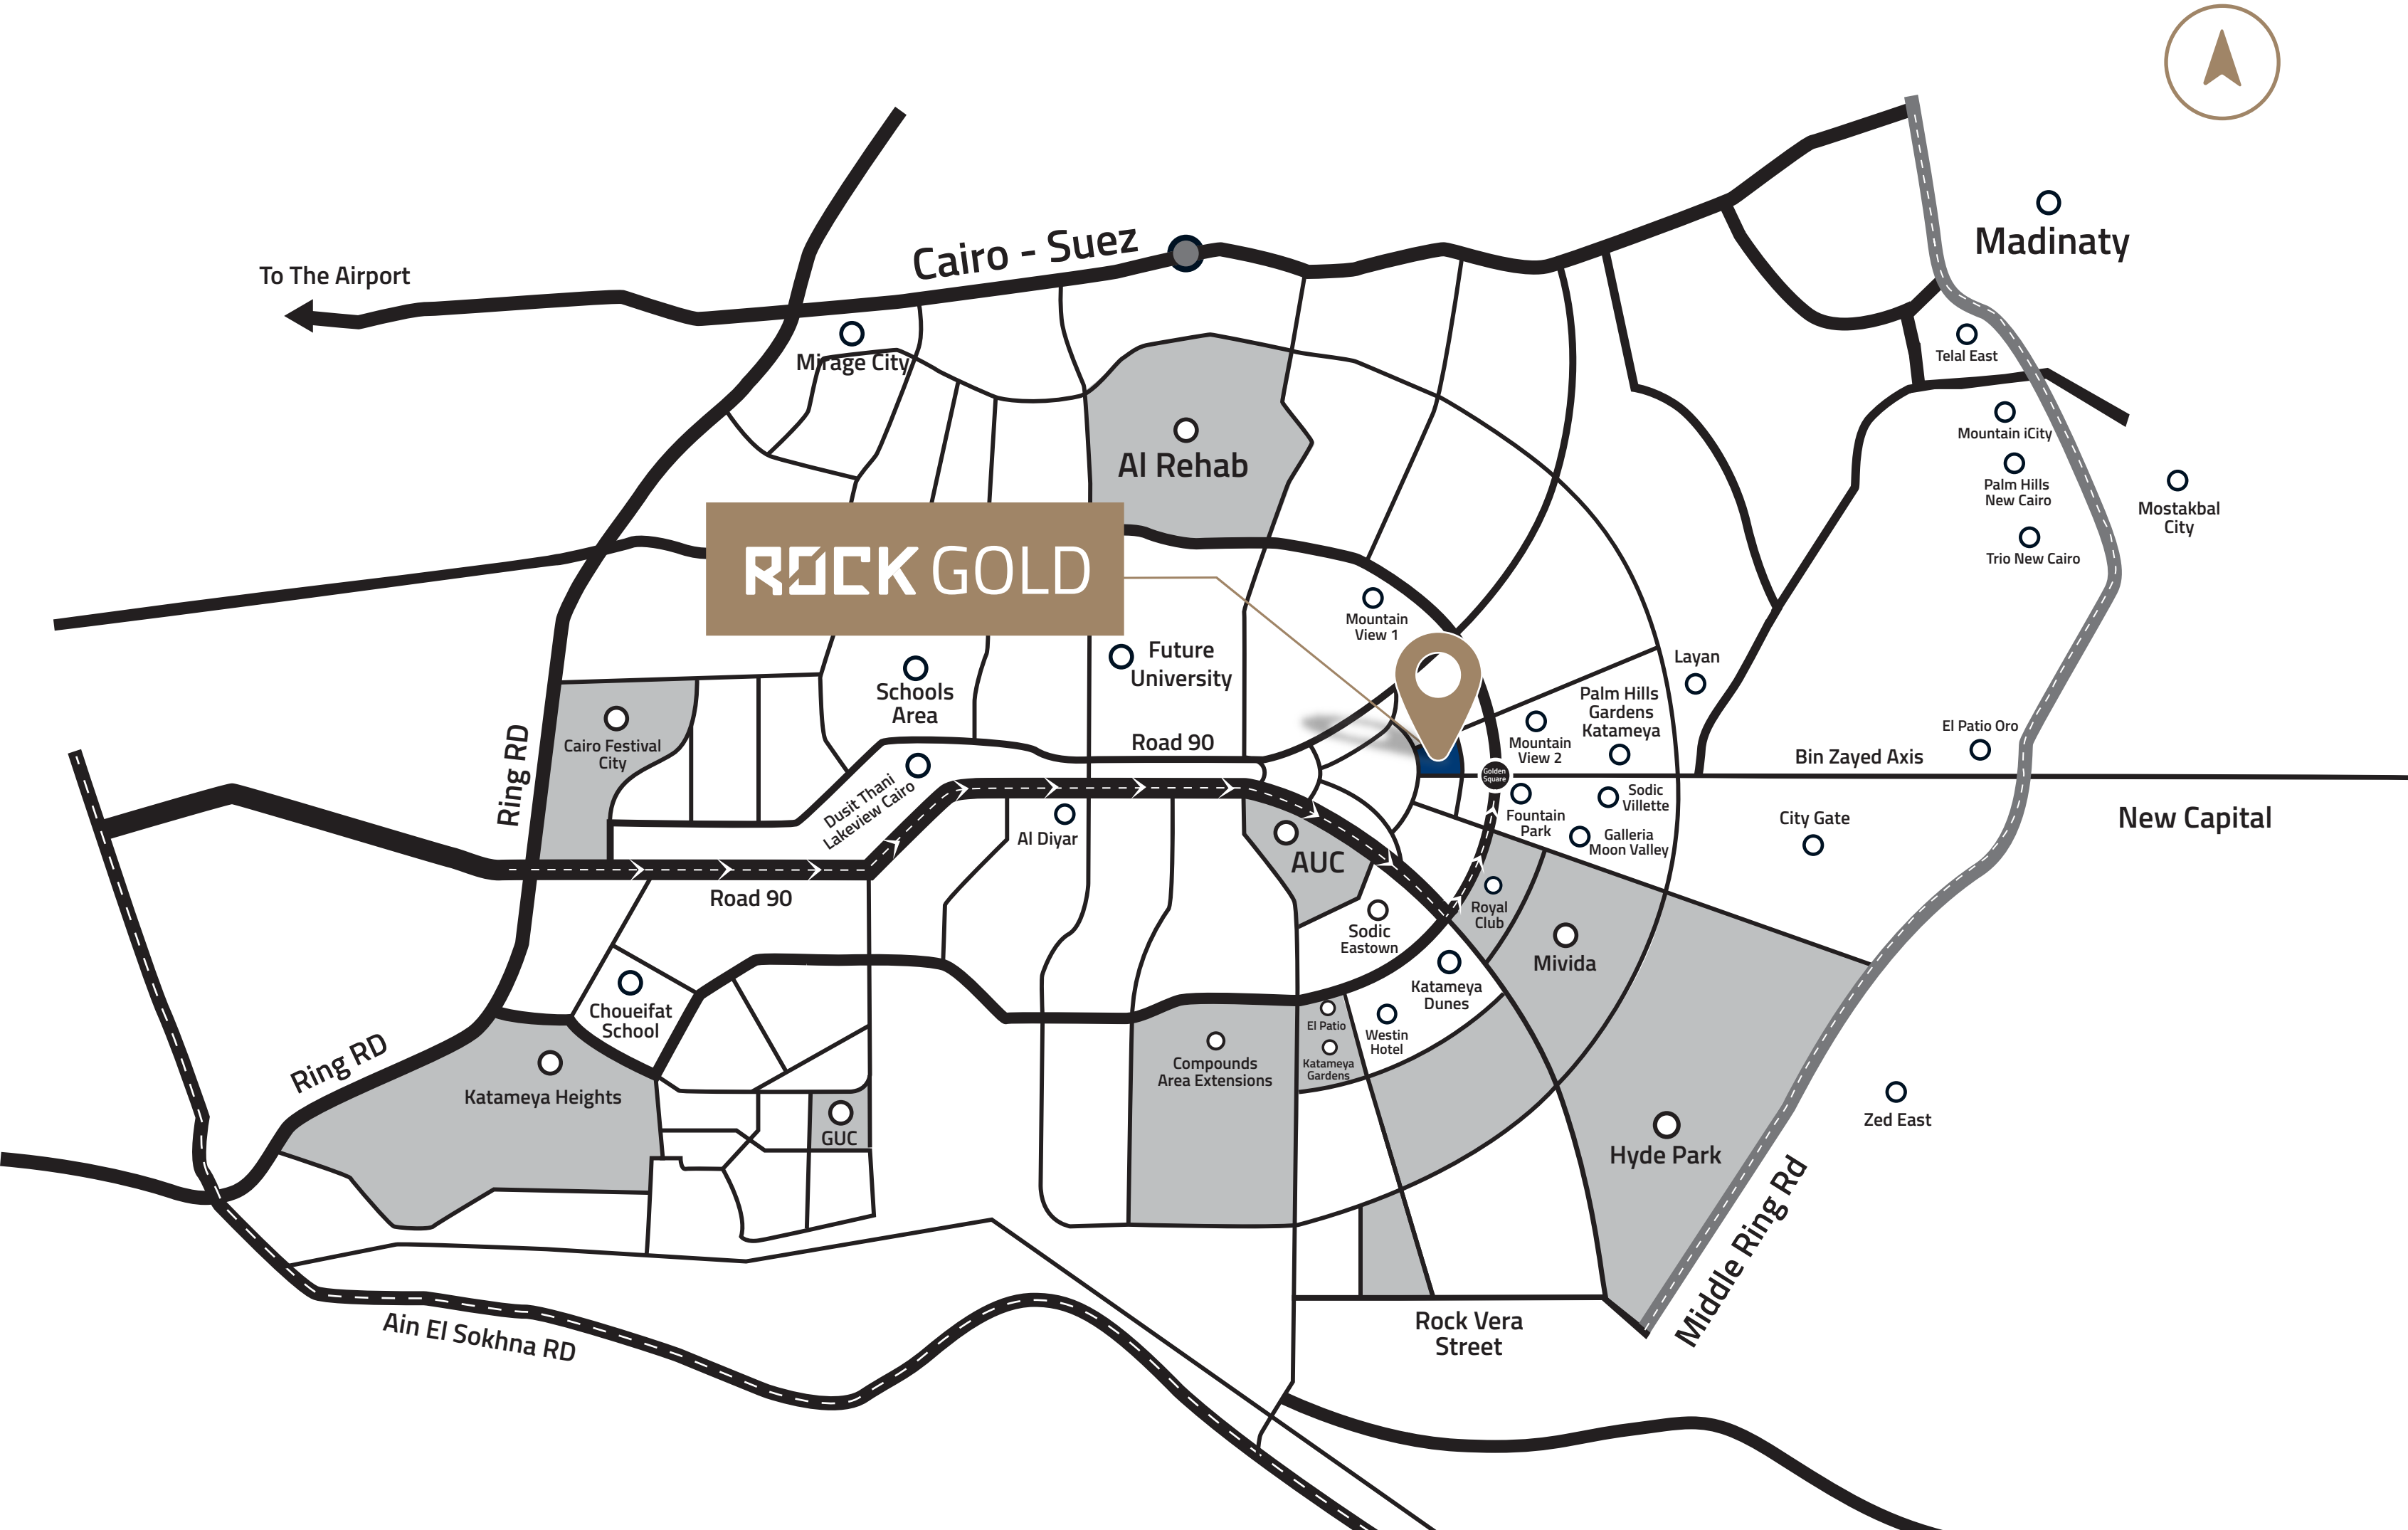 To The Airport
Cairo - Suez
Madinaty
Mirage City
Telal East
Mountain iCity
Al Rehab
Palm Hills
New Cairo
Mostakbal
City
Trio New Cairo
ROCK GOLD
Mountain
View 1
Future
University
Schools
Area
Layan
Palm Hills
Gardens
Katameya
Cairo Festival
City
Ring RD
Road 90
Mountain
View 2
El Patio Oro
Bin Zayed Axis
Golden
Square
Dusit Thani
Lakeview Cairo
Al Diyar
Fountain
Park
Sodic
Villette
Galleria
Moon Valley
City Gate
New Capital
AUC
Road 90
Royal
Club
Sodic
Eastown
Mivida
Katameya
Dunes
Choueifat
School
El Patio
Westin
Hotel
Katameya
Gardens
Compounds
Area Extensions
Ring RD
Katameya Heights
GUC
Zed East
Hyde Park
Middle Ring Rd
Rock Vera
Street
Ain El Sokhna RD